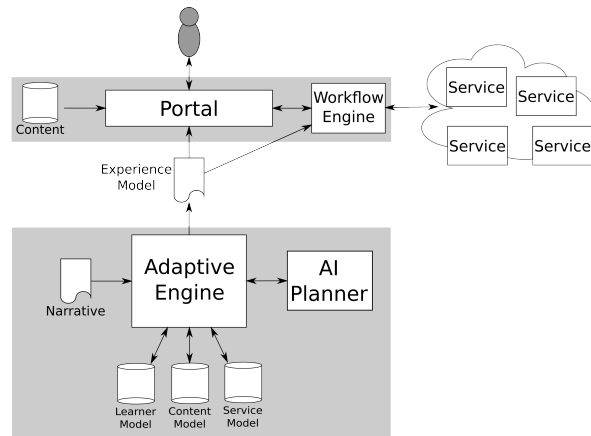 Content
Portal
Workflow
Engine
Service
Service
Service
Service
Experience
Model
Narrative
Adaptive
Engine
AI
Planner
Learner
Model
Content
Model
Service
Model